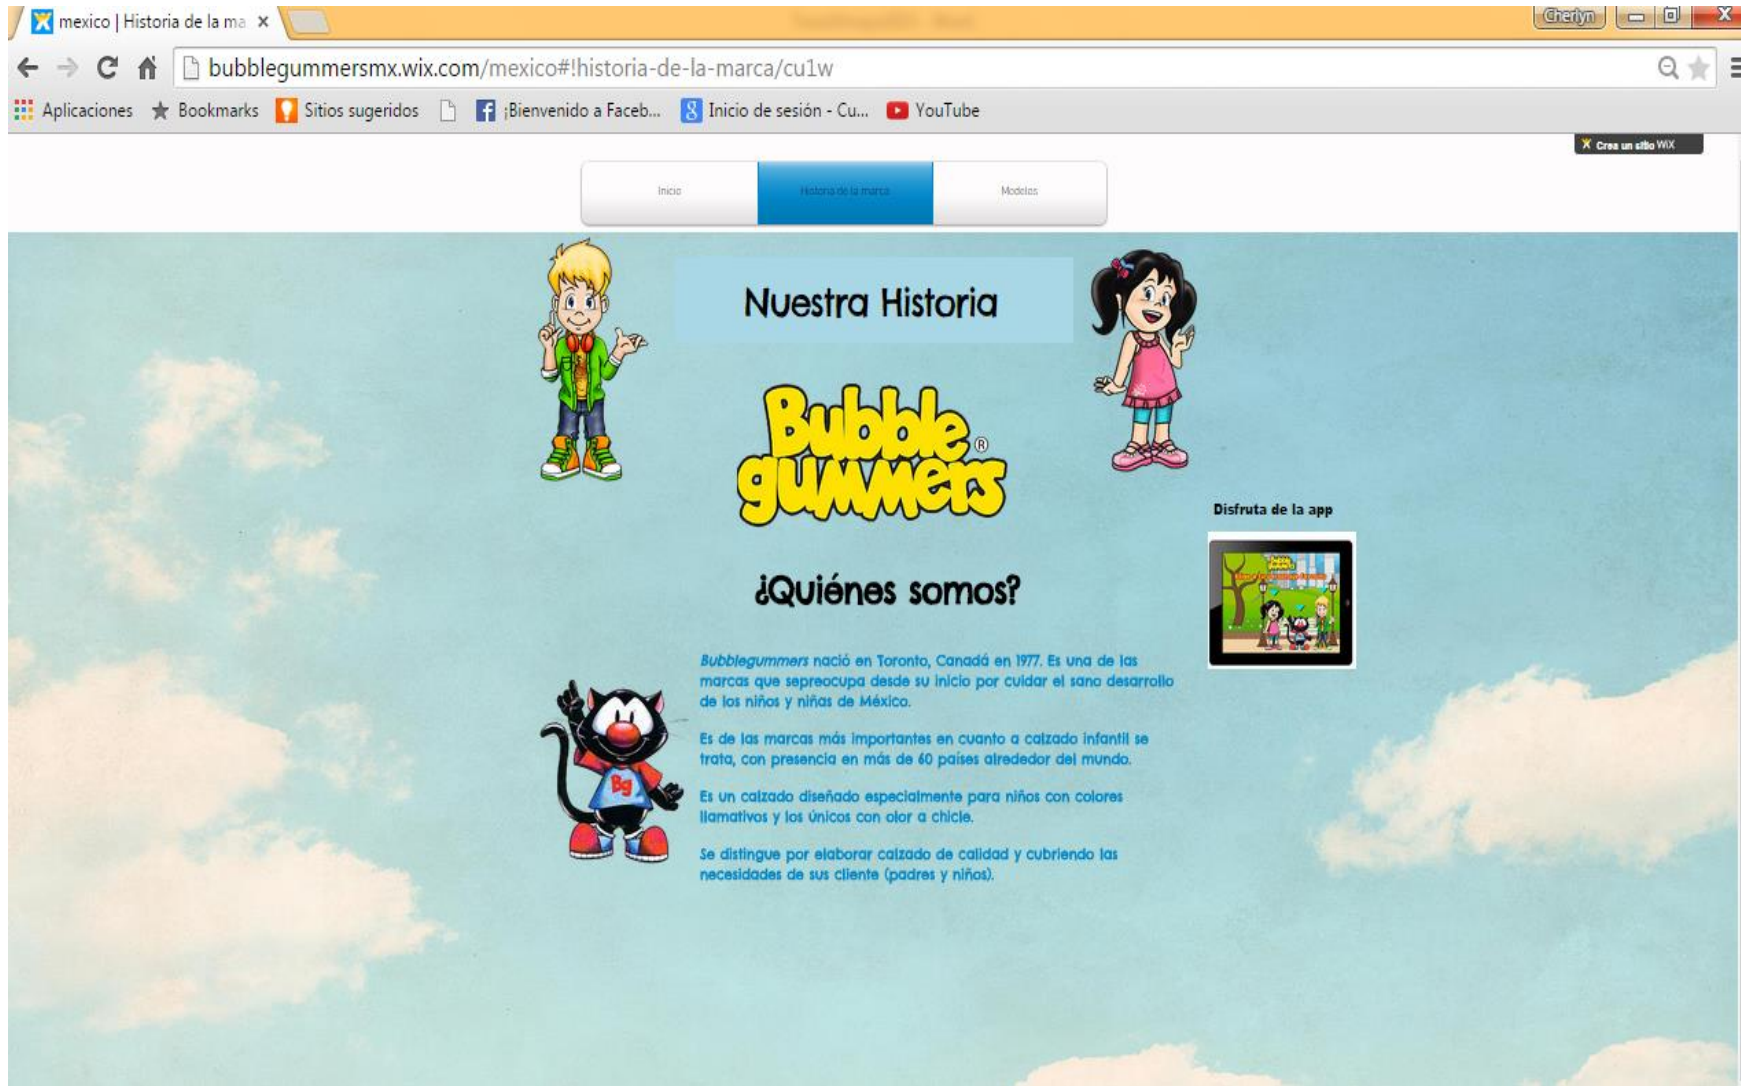 mexico | Historia de la ma
Cherlyn
bubblegummersmx.wix.com/mexico#!historia-de-la-marca/cu1w
Aplicaciones Bookmarks Sitios sugeridos ¡Bienvenido a Faceb... Inicio de sesión - Cu... YouTube
Crea un sitio WiX
Inicio Historia de la marca Modelos
Nuestra Historia
Bubble
gummers®
Disfruta de la app
¿Quiénes somos?
Bubblegummers nació en Toronto, Canadá en 1977. Es una de las
marcas que sepreocupa desde su inicio por cuidar el sano desarrollo
de los niños y niñas de México.
Es de las marcas más importantes en cuanto a calzado infantil se
trata, con presencia en más de 60 países alrededor del mundo.
Bg
Es un calzado diseñado especialmente para niños con colores
llamativos y los únicos con olor a chicle.
Se distingue por elaborar calzado de calidad y cubriendo las
necesidades de sus cliente (padres y niños).